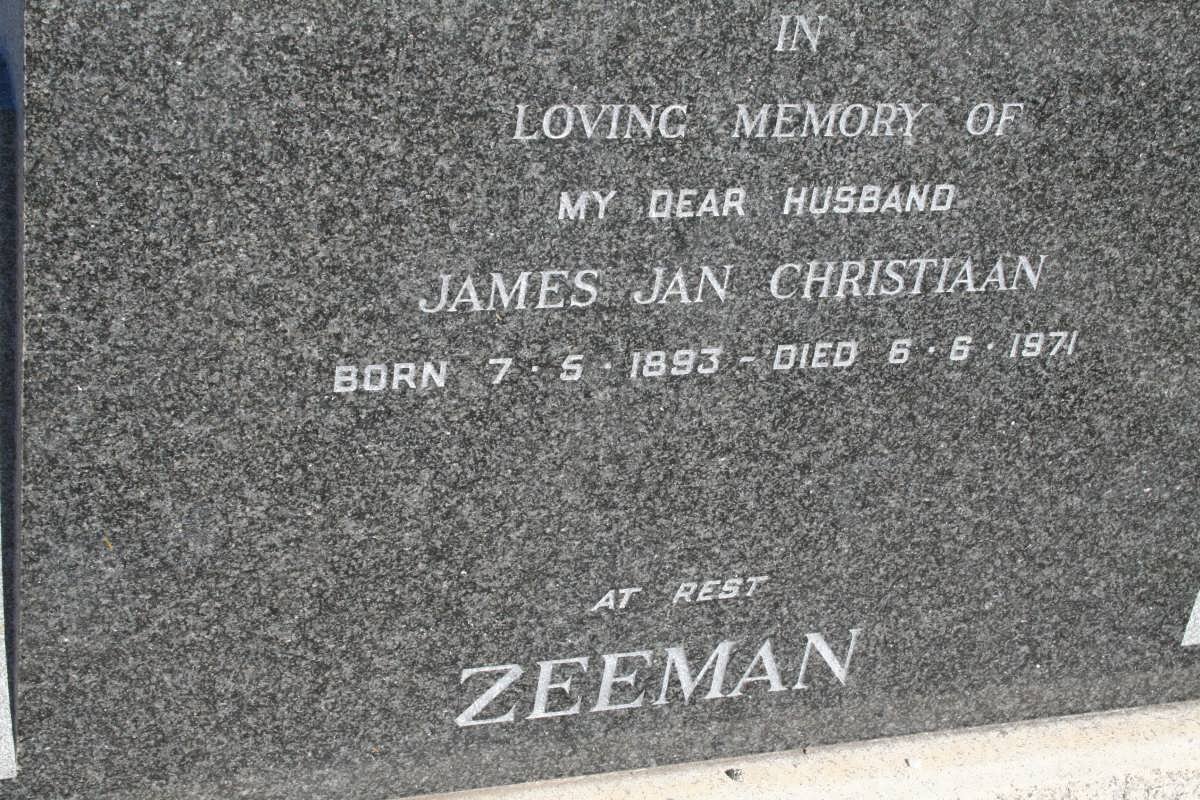 IN
LOVING MEMORY OF
MY DEAR HUSBAND
JAMES JAN CHRISTIAAN
BORN 7·5·1893 - DIED 6·6·1971
AT REST
ZEEMAN